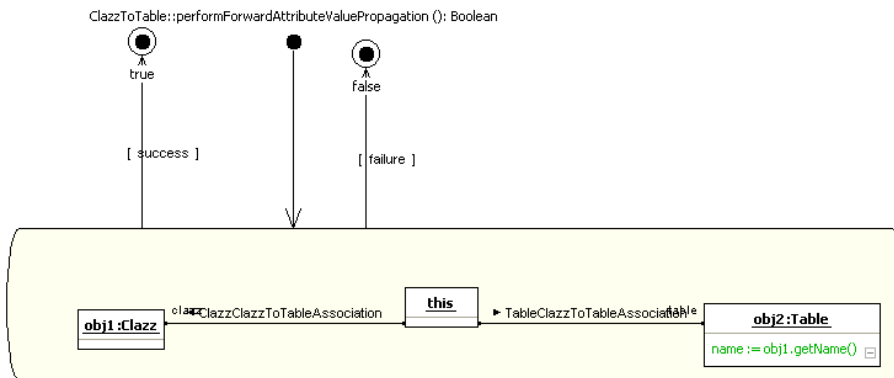 ClazzToTable::performForwardAttributeValuePropagation (): Boolean
true
false
[ success ]
[ failure ]
this
clazz
ClazzClazzToTableAssociation
TableClazzToTableAssociation
table
obj1:Clazz
obj2:Table
name := obj1.getName()